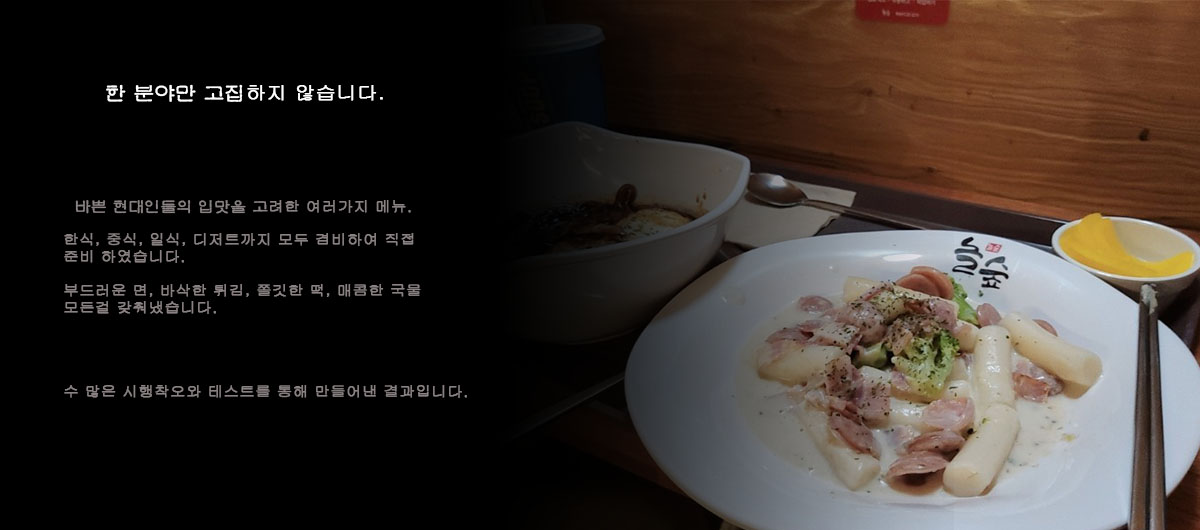 한 분야만 고집하지 않습니다.
바쁜 현대인들의 입맛을 고려한 여러가지 메뉴.
한식, 중식, 일식, 디저트까지 모두 겸비하여 직접
준비 하였습니다.
부드러운 면, 바삭한 튀김, 쫄깃한 떡, 매콤한 국물
모든걸 갖춰냈습니다.
수 많은 시행착오와 테스트를 통해 만들어낸 결과입니다.